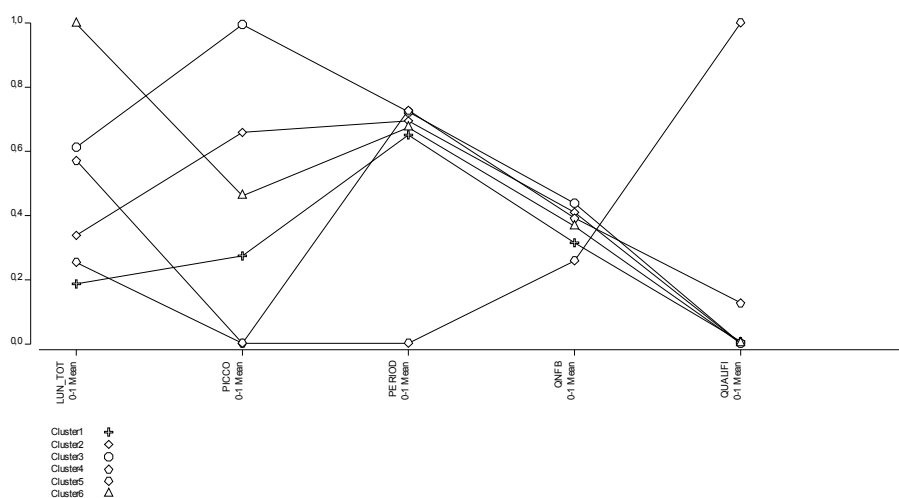 1,0
0,8
0,6
0,4
0,2
0,0
LUN_TOT
0-1 Mean
PICCO
0-1 Mean
PERIOD
0-1 Mean
QNFB
0-1 Mean
QUALIFI
0-1 Mean
Cluster1
Cluster2
Cluster3
Cluster4
Cluster5
Cluster6